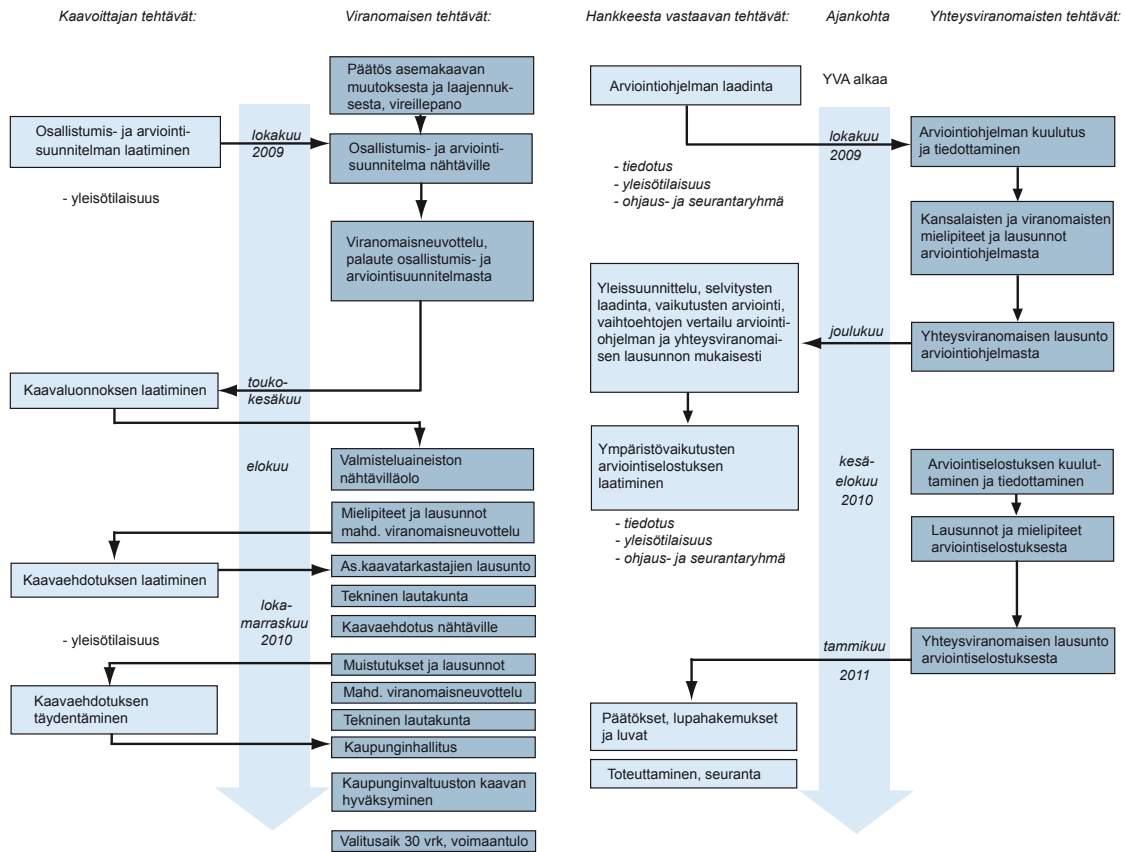 Kaavoittajan tehtävät:
Viranomaisen tehtävät:
Päätös asemakaavan
muutoksesta ja laajennuk-
sesta, vireillepano
Osallistumis- ja arviointi-
suunnitelman laatiminen
lokakuu
2009
Osallistumis- ja arviointi-
suunnitelma nähtäville
- yleisötilaisuus
Viranomaisneuvottelu,
palaute osallistumis- ja
arviointisuunnitelmasta
Kaavaluonnoksen laatiminen
touko-
kesäkuu
elokuu
Valmisteluaineiston
nähtävilläolo
Mielipiteet ja lausunnot
mahd. viranomaisneuvottelu
Kaavaehdotuksen laatiminen
As.kaavatarkastajien lausunto
Tekninen lautakunta
loka-
marraskuu
2010
Kaavaehdotus nähtäville
- yleisötilaisuus
Muistutukset ja lausunnot
Kaavaehdotuksen
täydentäminen
Mahd. viranomaisneuvottelu
Tekninen lautakunta
Kaupunginhallitus
Kaupunginvaltuuston kaavan
hyväksyminen
Valitusaik 30 vrk, voimaantulo
Hankkeesta vastaavan tehtävät:
Ajankohta
Yhteysviranomaisten tehtävät:
Arviointiohjelman laadinta
YVA alkaa
lokakuu
2009
Arviointiohjelman kuulutus
ja tiedottaminen
- tiedotus
- yleisötilaisuus
- ohjaus- ja seurantaryhmä
Kansalaisten ja viranomaisten
mielipiteet ja lausunnot
arviointiohjelmasta
Yleissuunnittelu, selvitysten
laadinta, vaikutusten arviointi,
vaihtoehtojen vertailu arviointi-
ohjelman ja yhteysviranomai-
sen lausunnon mukaisesti
joulukuu
Yhteysviranomaisen lausunto
arviointiohjelmasta
Ympäristövaikutusten
arviointiselostuksen
laatiminen
kesä-
elokuu
2010
Arviointiselostuksen kuulut-
taminen ja tiedottaminen
- tiedotus
- yleisötilaisuus
- ohjaus- ja seurantaryhmä
Lausunnot ja mielipiteet
arviointiselostuksesta
tammikuu
2011
Yhteysviranomaisen lausunto
arviointiselostuksesta
Päätökset, lupahakemukset
ja luvat
Toteuttaminen, seuranta